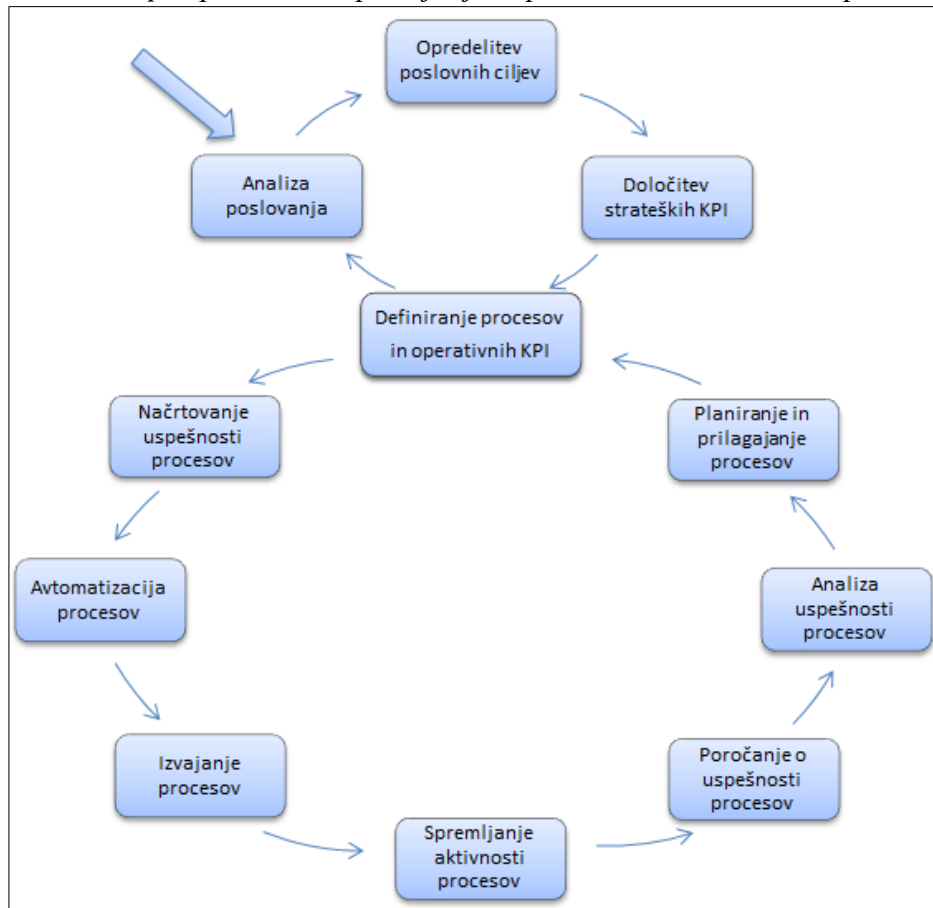 Opredelitev
poslovnih ciljev
Analiza
poslovanja
Določitev
strateških KPI
Definiranje procesov
in operativnih KPI
Načrtovanje
uspešnosti
procesov
Planiranje in
prilagajanje
procesov
Avtomatizacija
procesov
Analiza
uspešnosti
procesov
Izvajanje
procesov
Poročanje o
uspešnosti
procesov
Spremljanje
aktivnosti
procesov